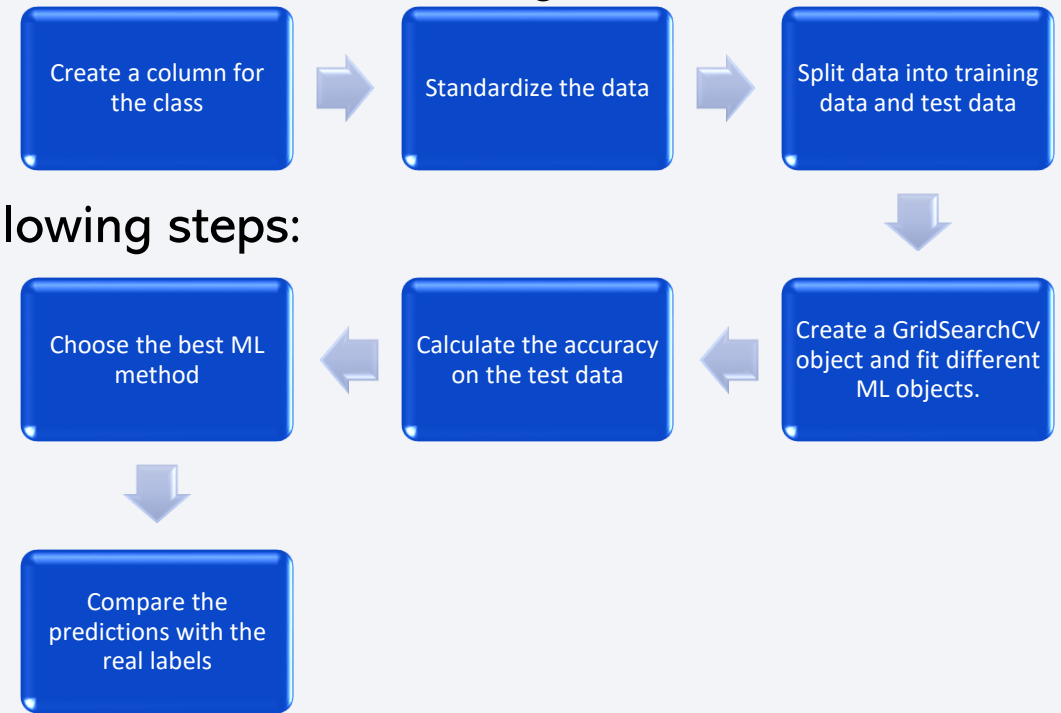 Create a column for
the class
Standardize the data
Split data into training
data and test data
lowing steps:
Create a GridSearchCV
object and fit different
ML objects.
Calculate the accuracy
on the test data
Choose the best ML
method
Compare the
predictions with the
real labels